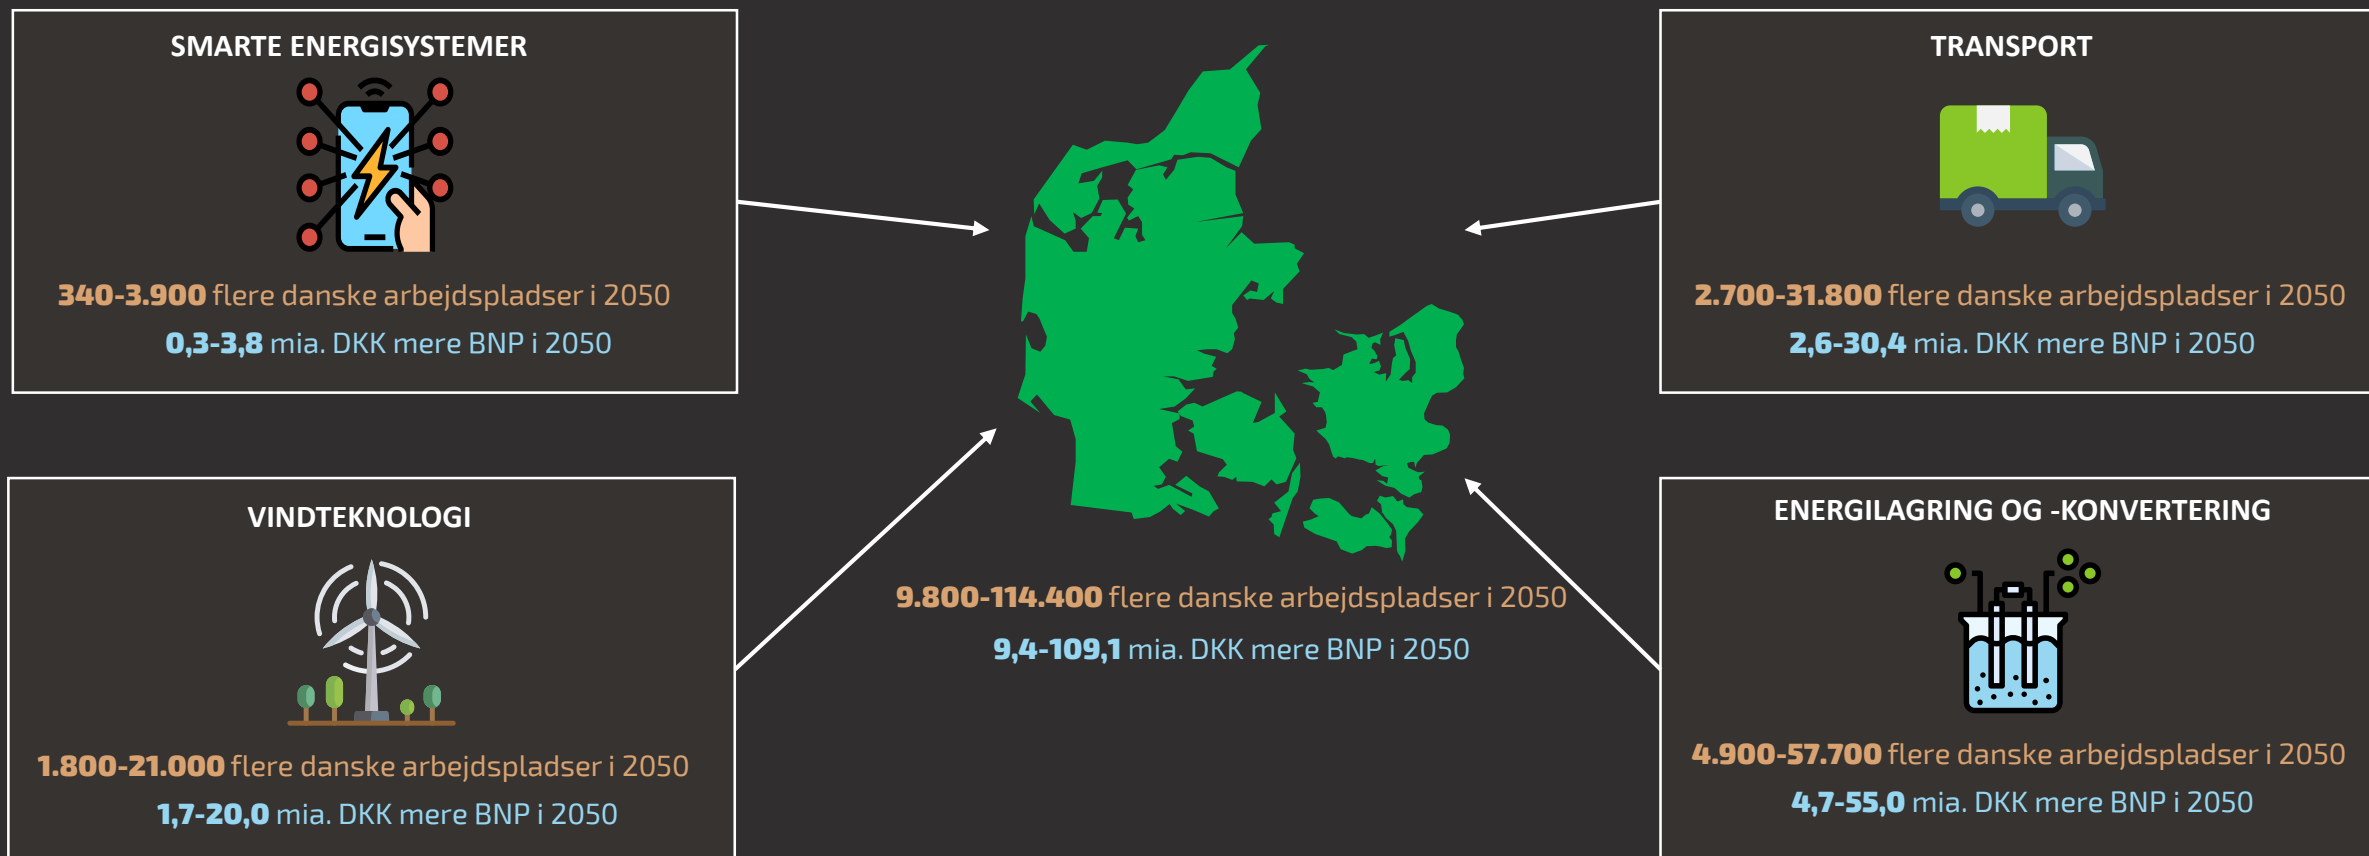 SMARTE ENERGISYSTEMER
340-3.900 flere danske arbejdspladser i 2050
0,3-3,8 mia. DKK mere BNP i 2050
TRANSPORT
2.700-31.800 flere danske arbejdspladser i 2050
2,6-30,4 mia. DKK mere BNP i 2050
VINDTEKNOLOGI
1.800-21.000 flere danske arbejdspladser i 2050
1,7-20,0 mia. DKK mere BNP i 2050
9.800-114.400 flere danske arbejdspladser i 2050
9,4-109,1 mia. DKK mere BNP i 2050
ENERGILAGRING OG -KONVERTERING
4.900-57.700 flere danske arbejdspladser i 2050
4,7-55,0 mia. DKK mere BNP i 2050